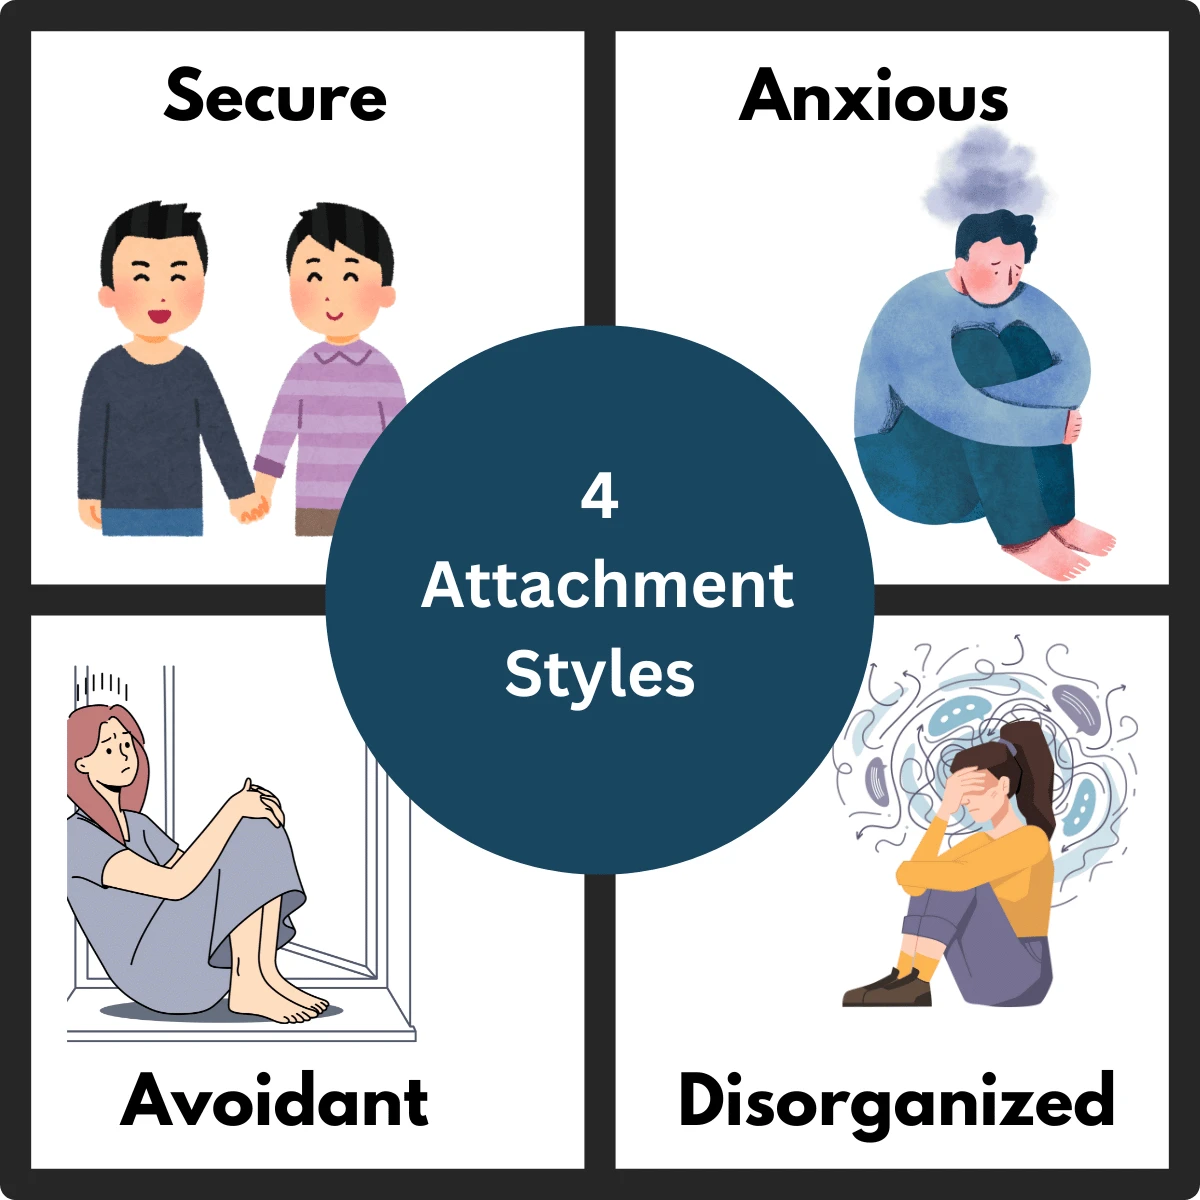 Secure
Anxious
4
Attachment
Styles
Avoidant
Disorganized